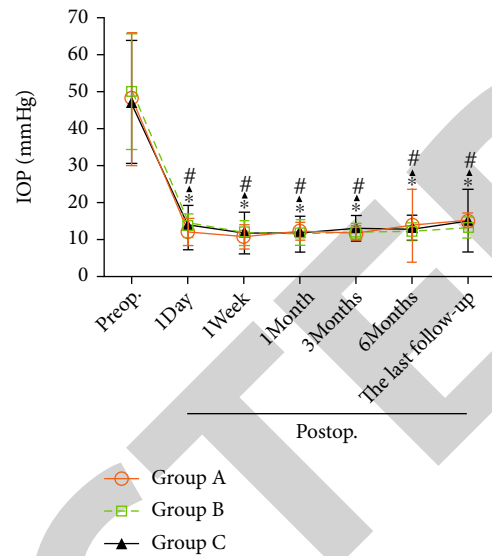 IOP (mmHg)
70
60
50
40
30
20
10
0
# # # # # #
* * * * * *
Preop.
1Day
1Week
1Month
3Months
6Months
The last follow-up
Postop.
Group A
Group B
Group C